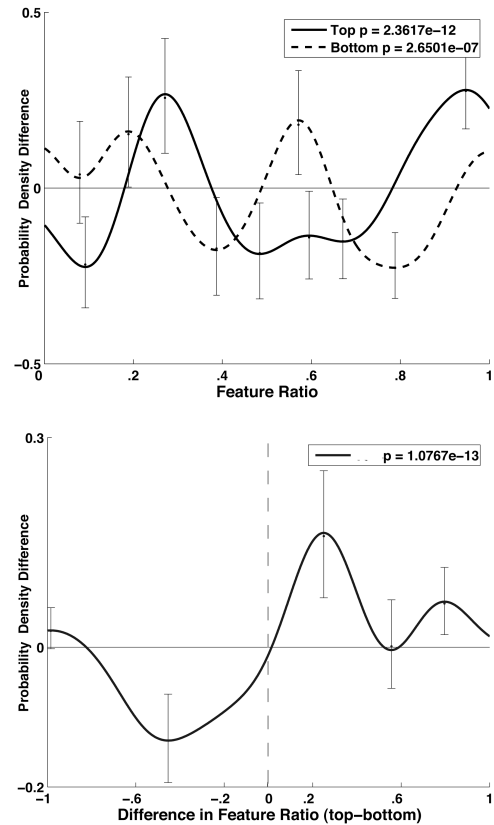 0.5
Top p = 2.3617e−12
Bottom p = 2.6501e−07
Probability Density Difference
0
−0.5
0 .2 .4 .6 .8 1
Feature Ratio
0.3
p = 1.0767e−13
Probability Density Difference
0
−0.2
−1 −.6 −.2 0 .2 .6 1
Difference in Feature Ratio (top−bottom)